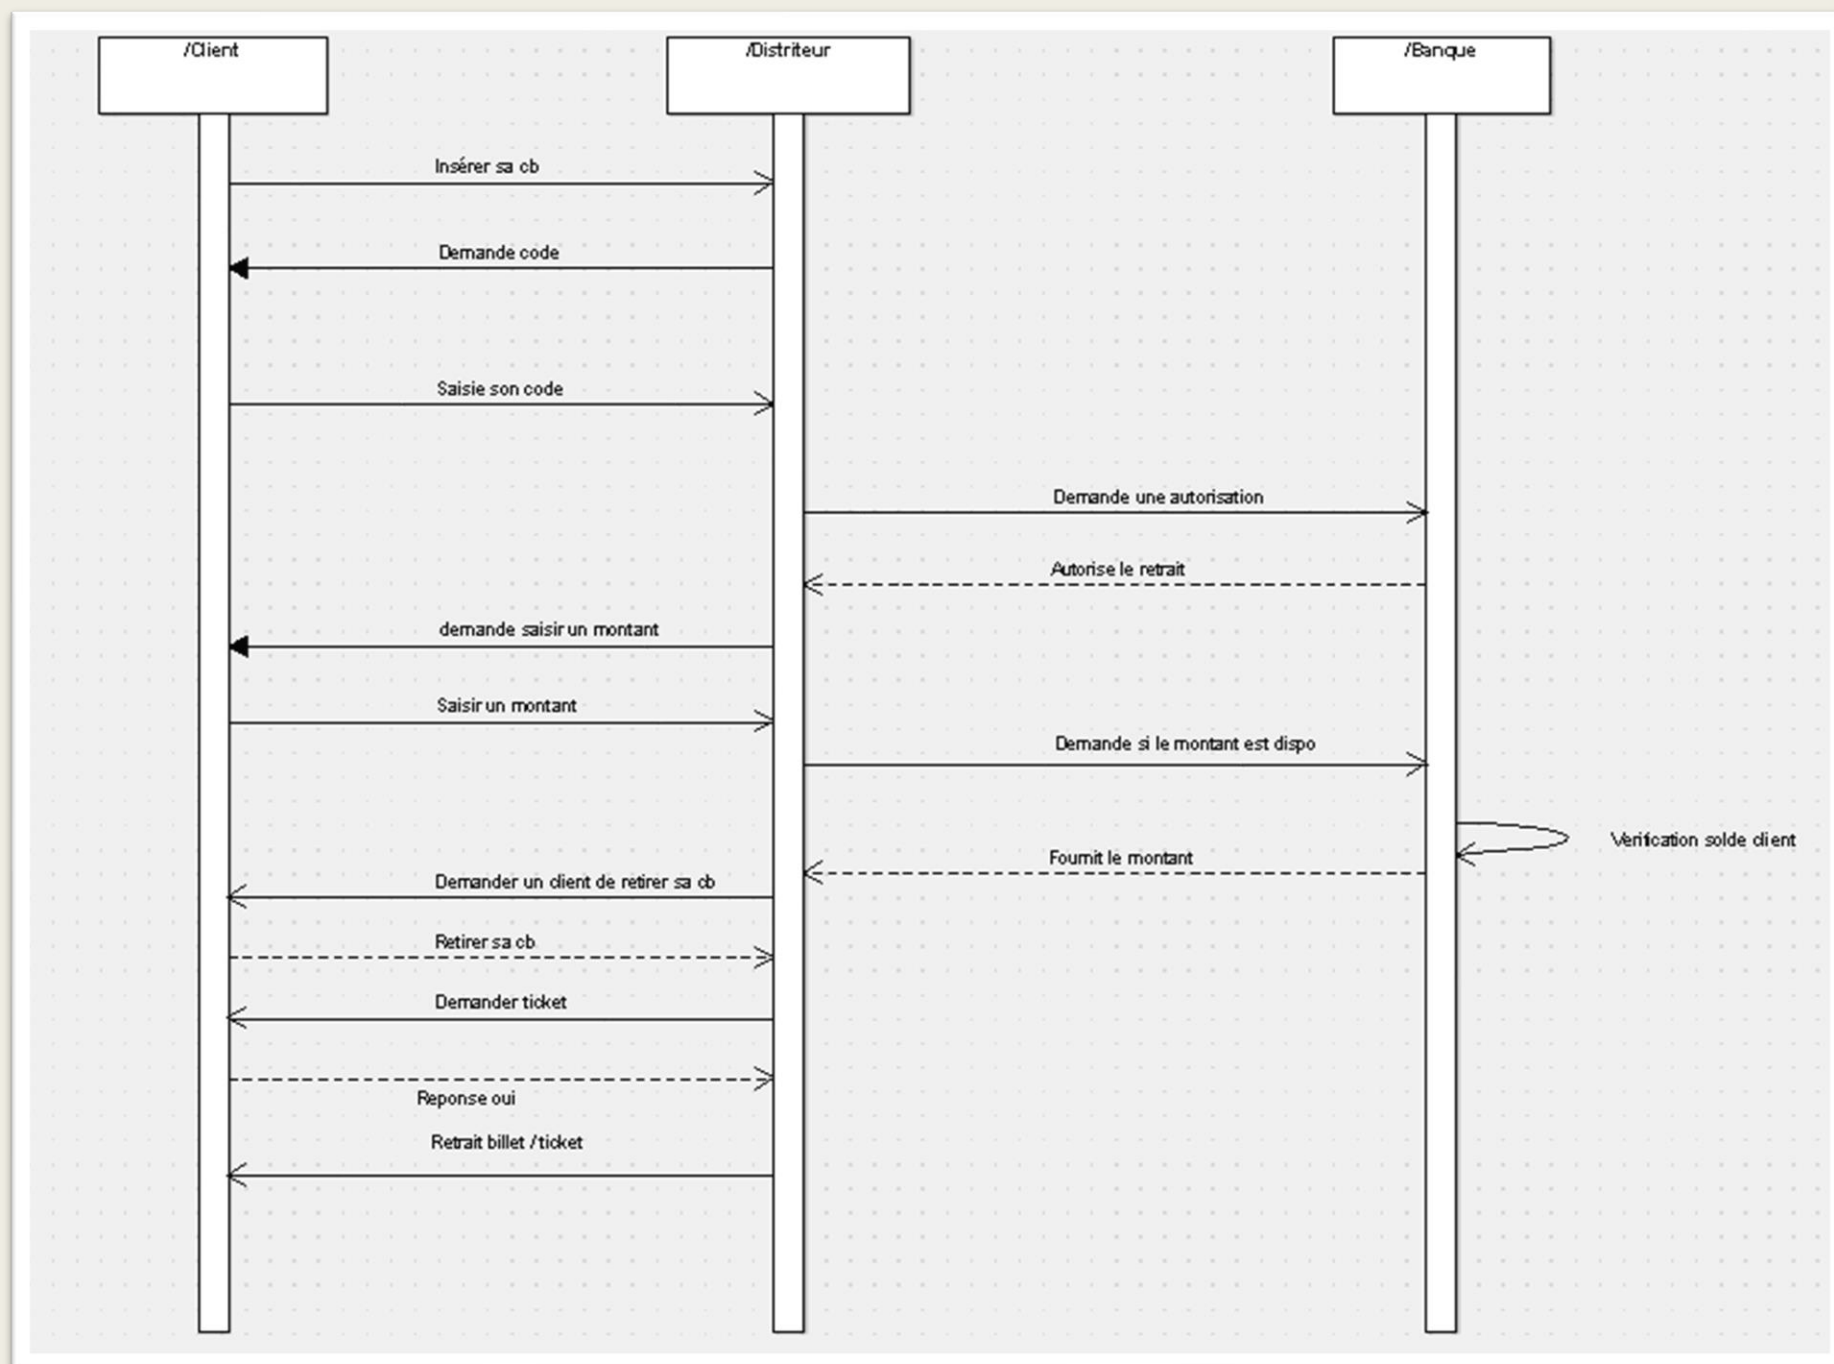 /Client
/Distriteur
/Banque
Insérer sa cb
Demande code
Saisie son code
Demande une autorisation
Autorise le retrait
demande saisir un montant
Saisir un montant
Demande si le montant est dispo
Verification solde client
Fournit le montant
Demander un client de retirer sa cb
Retirer sa cb
Demander ticket
Reponse oui
Retrait billet / ticket